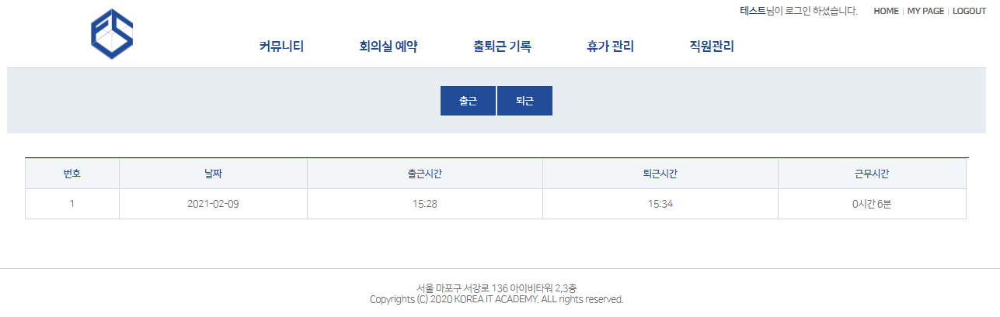 테스트님이 로그인 하셨습니다. HOME | MY PAGE | LOGOUT
커뮤니티 회의실 예약 출퇴근 기록 휴가 관리 직원관리
출근 퇴근
번호 날짜 출근시간 퇴근시간 근무시간
1 2021-02-09 15:28 15:34 0시간 6분
서울 마포구 서강로 136 아이비타워 2,3층
Copyrights (C) 2020 KOREA IT ACADEMY. ALL rights reserved.